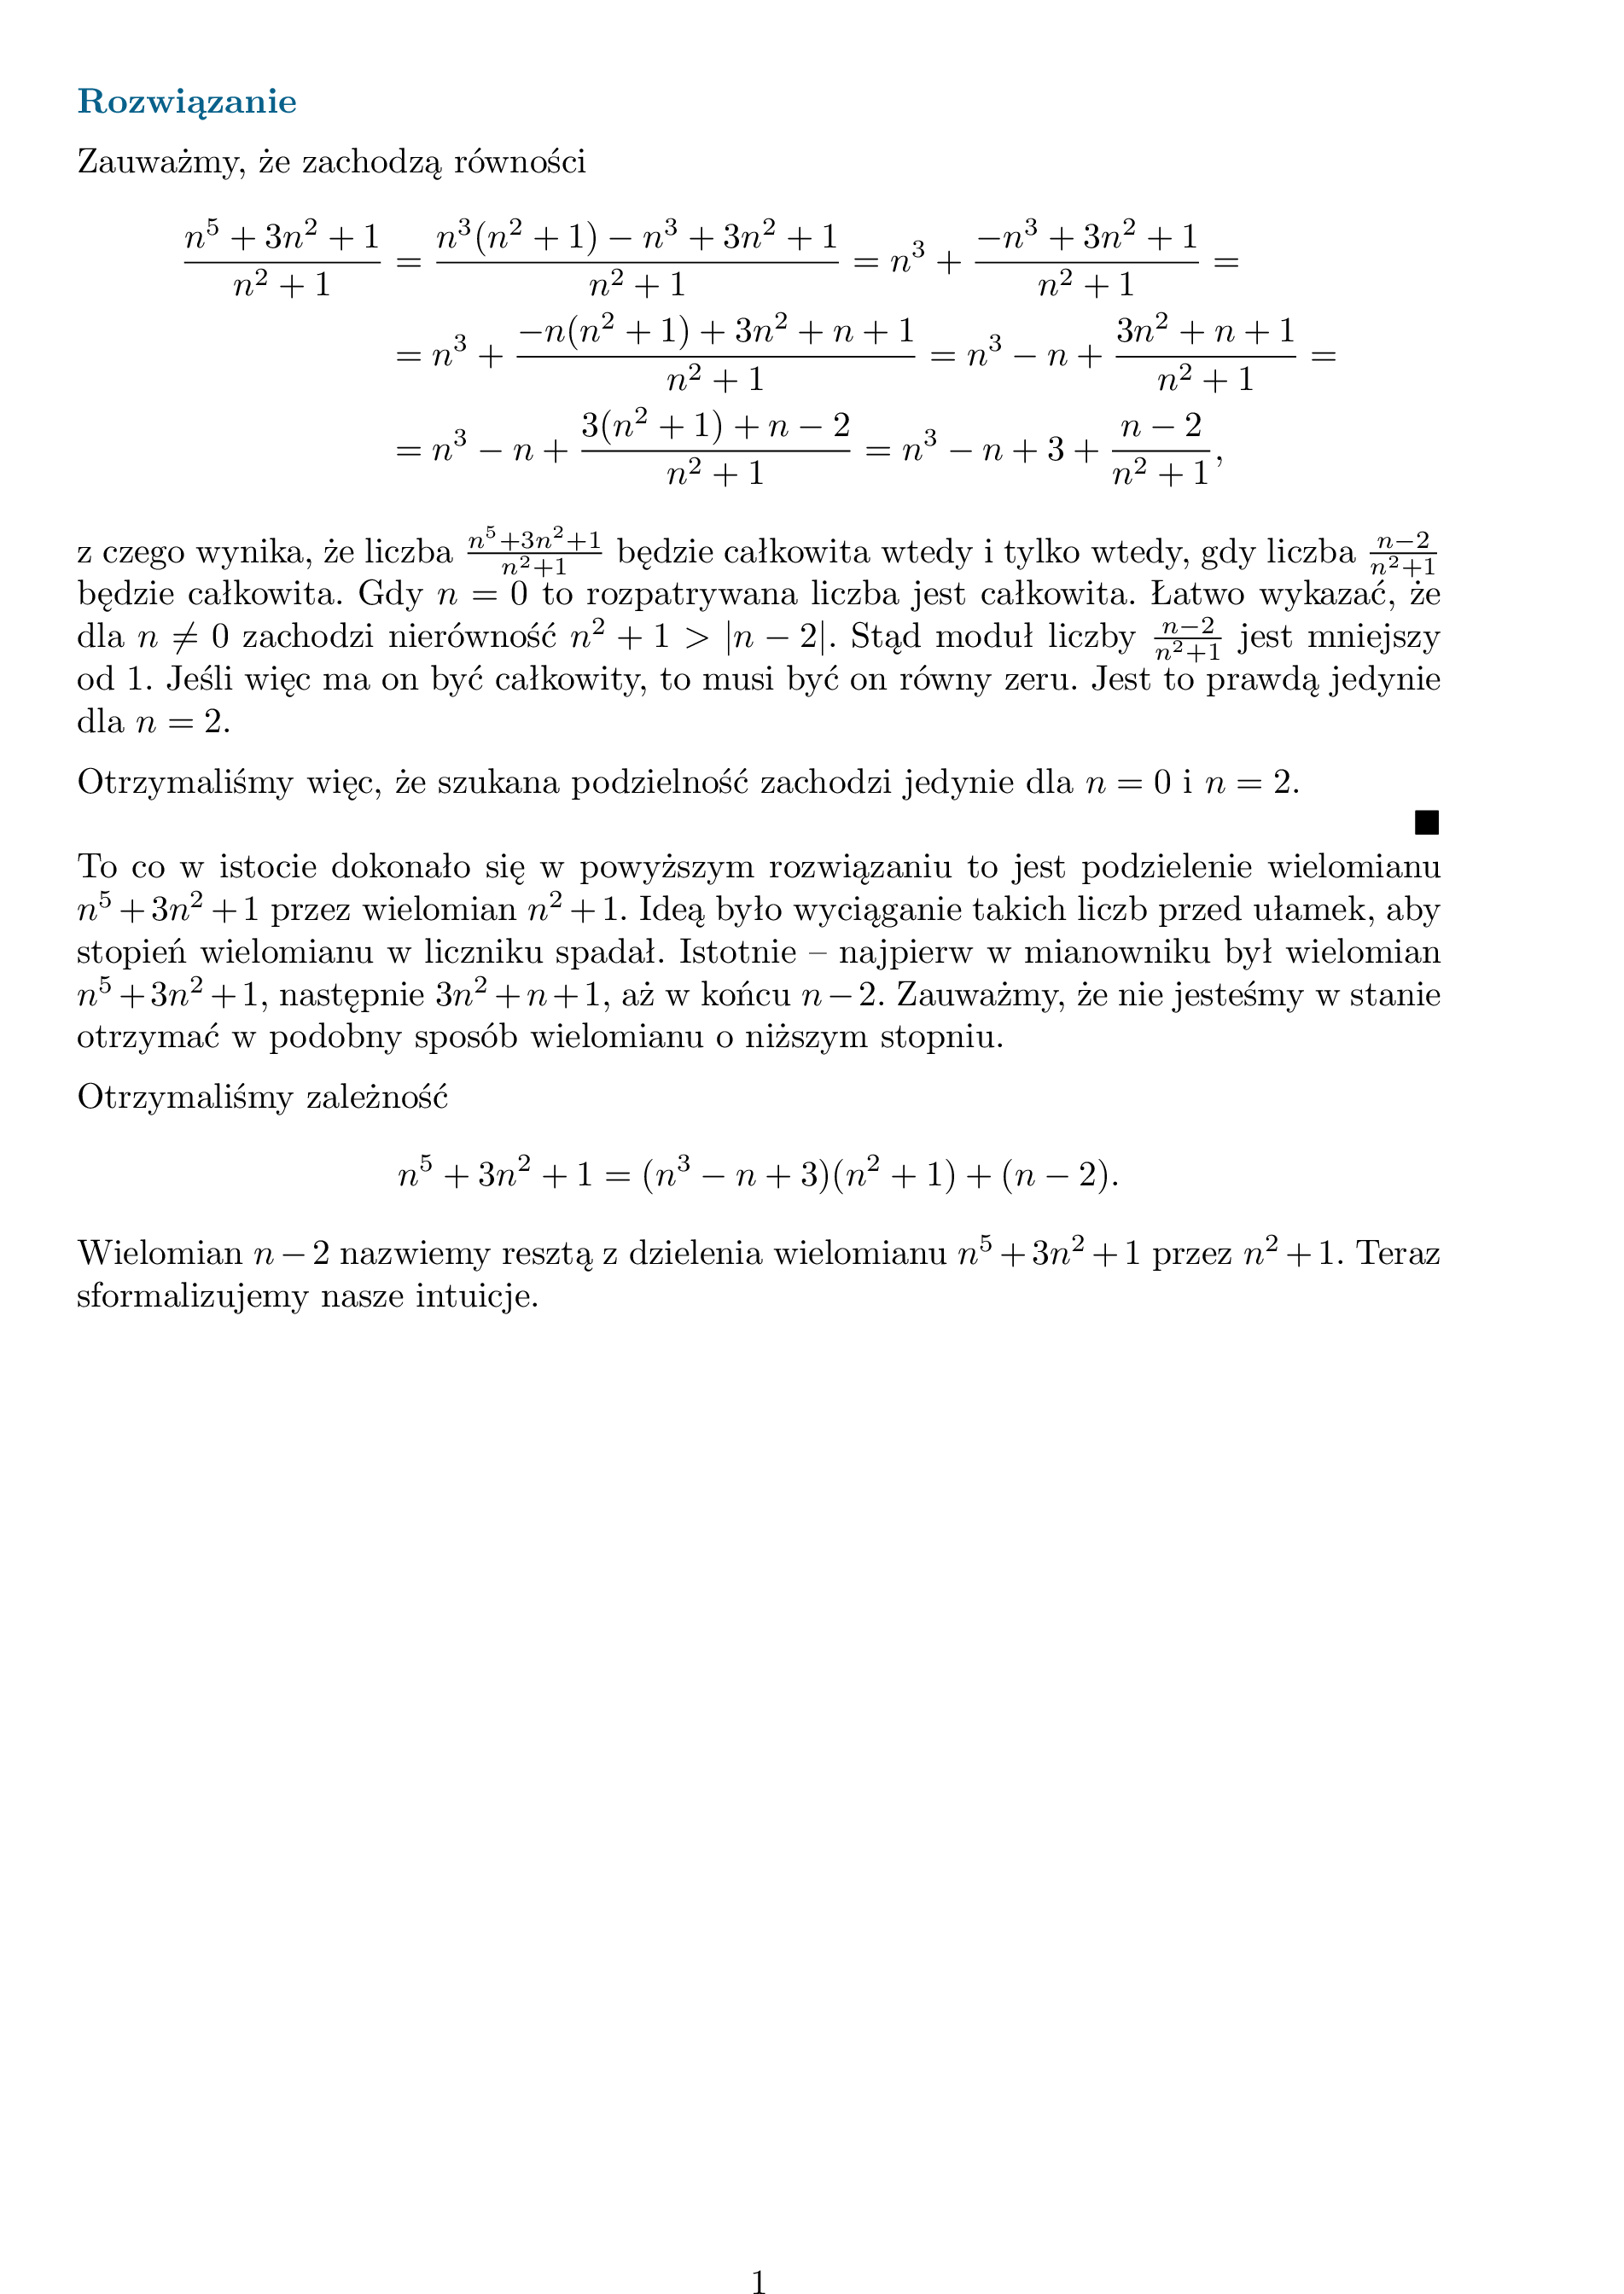 Rozwiązanie
Zauważmy, że zachodzą równości
\frac{n^5 + 3n^2 + 1}{n^2 + 1} = \frac{n^3(n^2 + 1) - n^3 + 3n^2 + 1}{n^2 + 1} = n^3 + \frac{-n^3 + 3n^2 + 1}{n^2 + 1} =
= n^3 + \frac{-n(n^2 + 1) + 3n^2 + n + 1}{n^2 + 1} = n^3 - n + \frac{3n^2 + n + 1}{n^2 + 1} =
= n^3 - n + \frac{3(n^2 + 1) + n - 2}{n^2 + 1} = n^3 - n + 3 + \frac{n - 2}{n^2 + 1},
z czego wynika, że liczba \frac{n^5+3n^2+1}{n^2+1} będzie całkowita wtedy i tylko wtedy, gdy liczba \frac{n-2}{n^2+1}
będzie całkowita. Gdy n = 0 to rozpatrywana liczba jest całkowita. Łatwo wykazać, że
dla n ≠ 0 zachodzi nierówność n^2 + 1 > |n − 2|. Stąd moduł liczby \frac{n-2}{n^2+1} jest mniejszy
od 1. Jeśli więc ma on być całkowity, to musi być on równy zeru. Jest to prawdą jedynie
dla n = 2.
Otrzymaliśmy więc, że szukana podzielność zachodzi jedynie dla n = 0 i n = 2.
■
To co w istocie dokonało się w powyższym rozwiązaniu to jest podzielenie wielomianu
n^5 + 3n^2 + 1 przez wielomian n^2 + 1. Ideą było wyciąganie takich liczb przed ułamek, aby
stopień wielomianu w liczniku spadał. Istotnie – najpierw w mianowniku był wielomian
n^5 + 3n^2 + 1, następnie 3n^2 + n + 1, aż w końcu n − 2. Zauważmy, że nie jesteśmy w stanie
otrzymać w podobny sposób wielomianu o niższym stopniu.
Otrzymaliśmy zależność
n^5 + 3n^2 + 1 = (n^3 − n + 3)(n^2 + 1) + (n − 2).
Wielomian n − 2 nazwiemy resztą z dzielenia wielomianu n^5 + 3n^2 + 1 przez n^2 + 1. Teraz
sformalizujemy nasze intuicje.
1